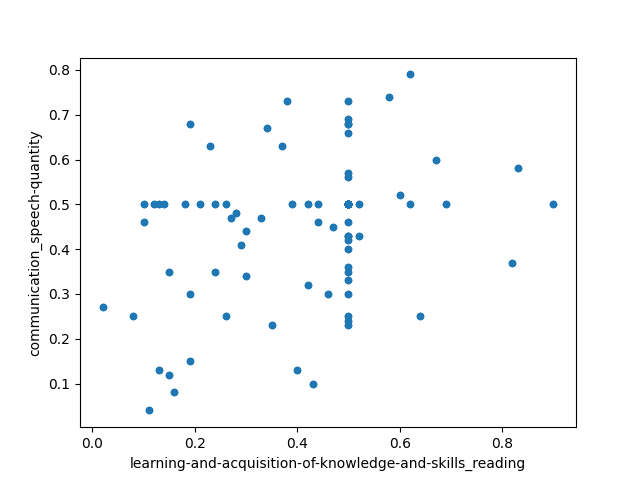 0.8
0.7
0.6
0.5
0.4
0.3
0.2
0.1
communication_speech-quantity
0.0 0.2 0.4 0.6 0.8
learning-and-acquisition-of-knowledge-and-skills_reading